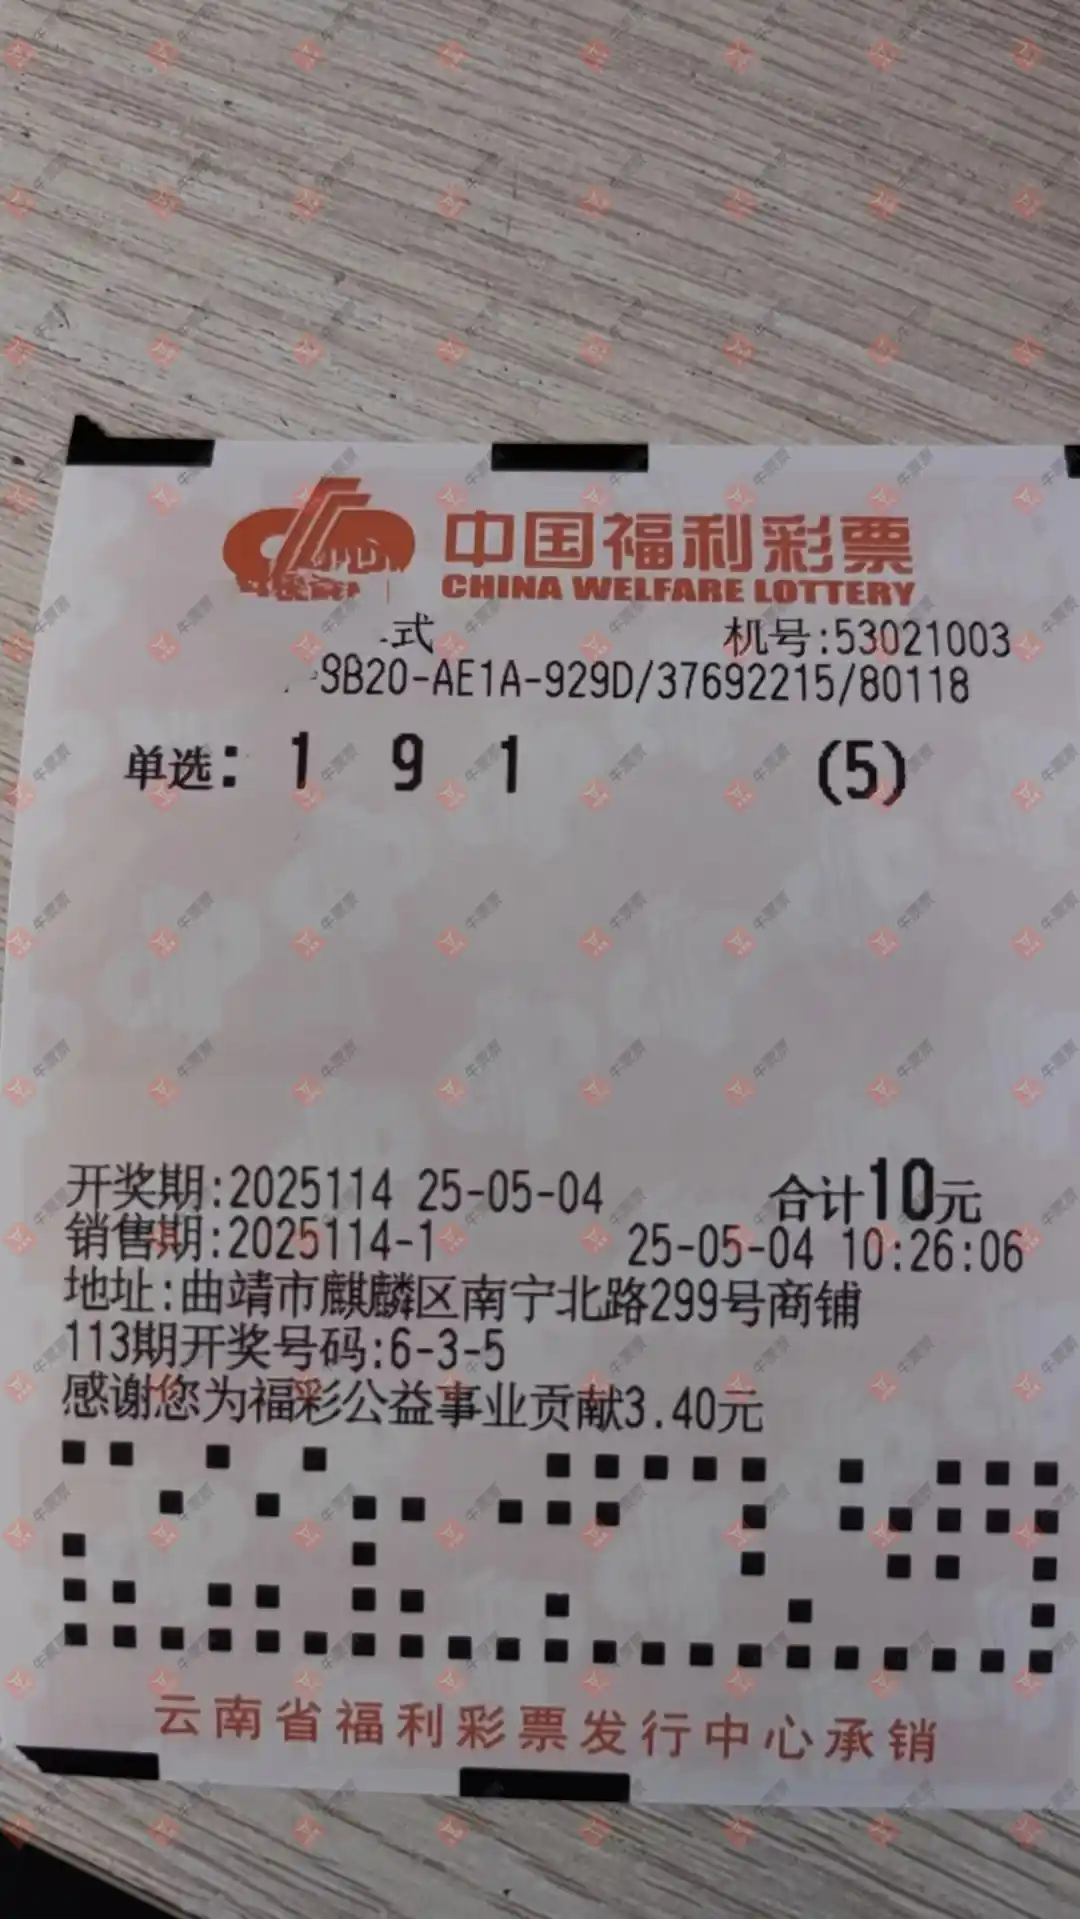 中国福利彩票
CHINA WELFARE LOTTERY
式 机号:53021003
9B20-AE1A-929D/37692215/80118
单选: 1 9 1 (5)
开奖期:2025114 25-05-04 合计10元
销售期:2025114-1 25-05-04 10:26:06
地址:曲靖市麒麟区南宁北路299号商铺
113期开奖号码:6-3-5
感谢您为福彩公益事业贡献3.40元
云南省福利彩票发行中心承销